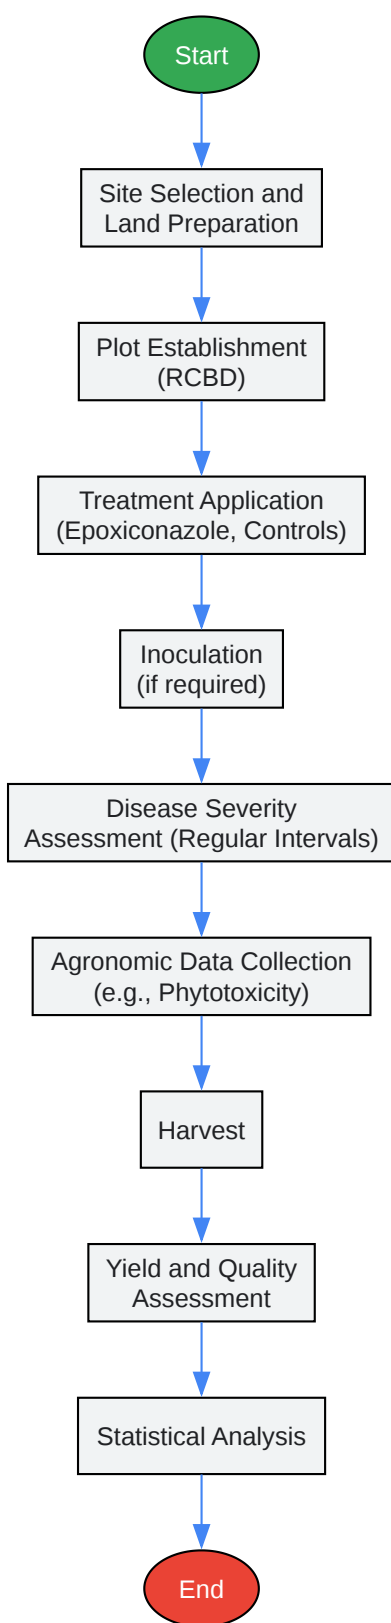 Start
Site Selection and
Land Preparation
Plot Establishment
(RCBD)
Treatment Application
(Epoxiconazole, Controls)
Inoculation
(if required)
Disease Severity
Assessment (Regular Intervals)
Agronomic Data Collection
(e.g., Phytotoxicity)
Harvest
Yield and Quality
Assessment
Statistical Analysis
End